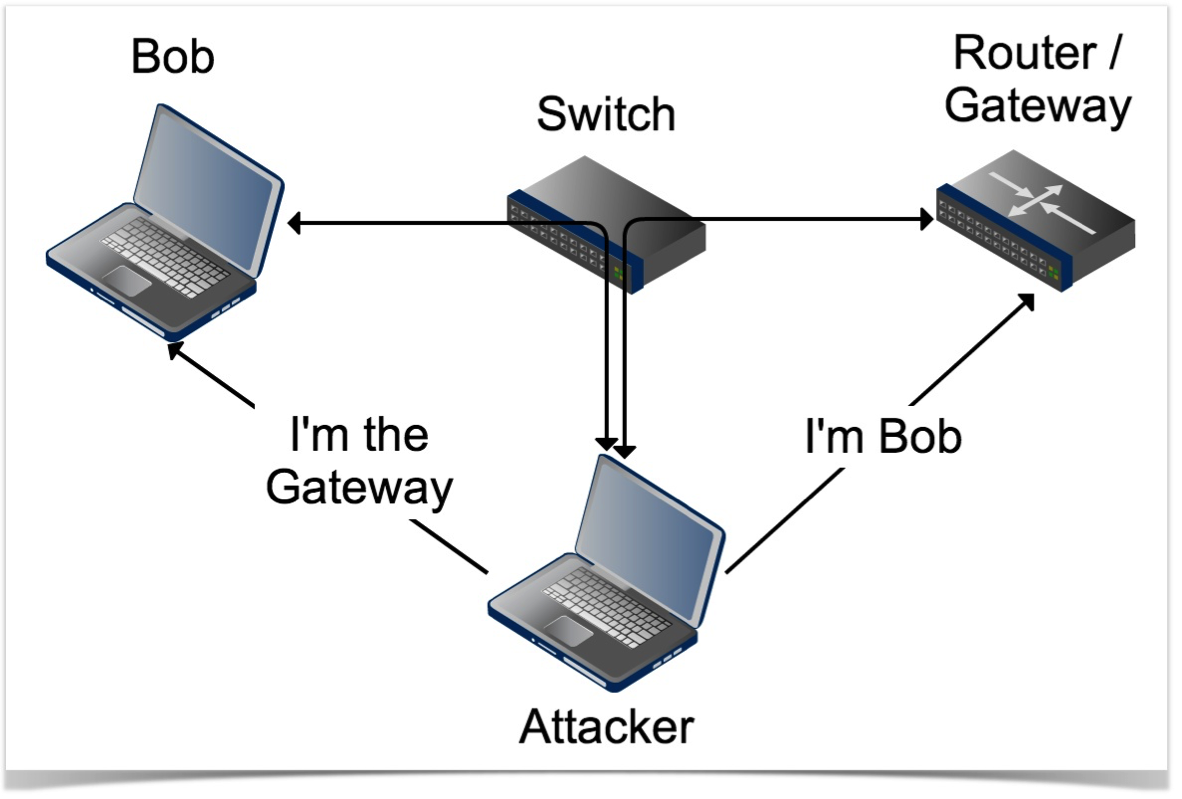 Bob
Switch
Router /
Gateway
I'm the
Gateway
I'm Bob
Attacker